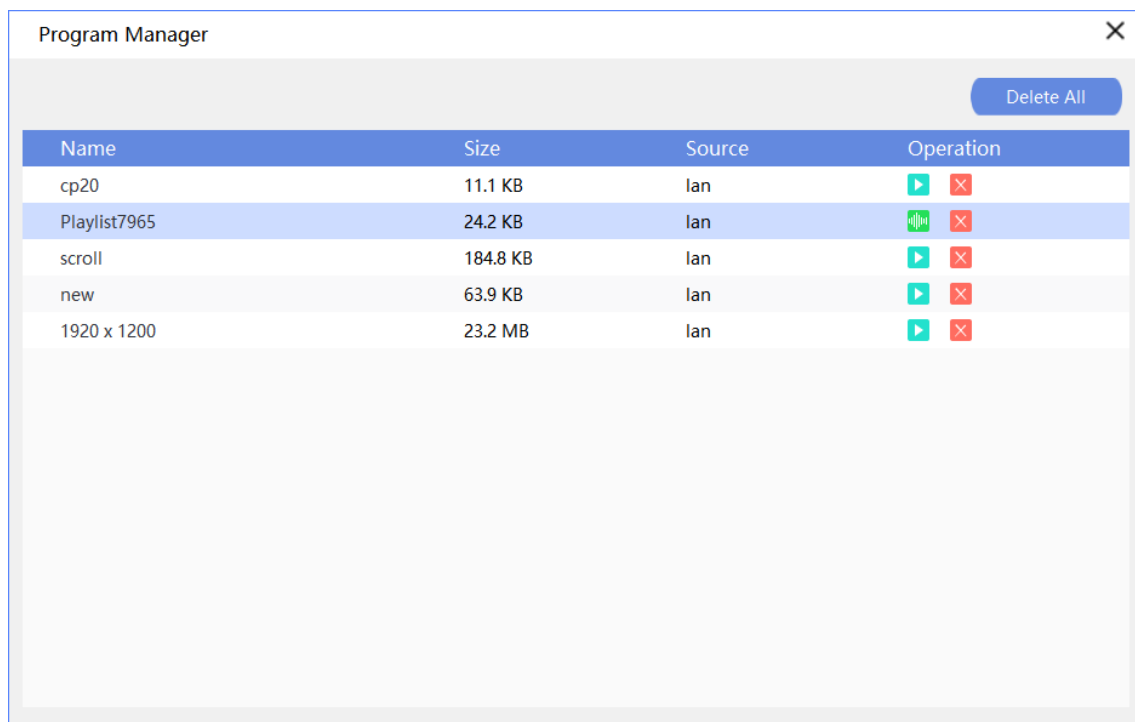 Program Manager
Delete All
Name Size Source Operation
cp20 11.1 KB lan
Playlist7965 24.2 KB lan
scroll 184.8 KB lan
new 63.9 KB lan
1920 x 1200 23.2 MB lan